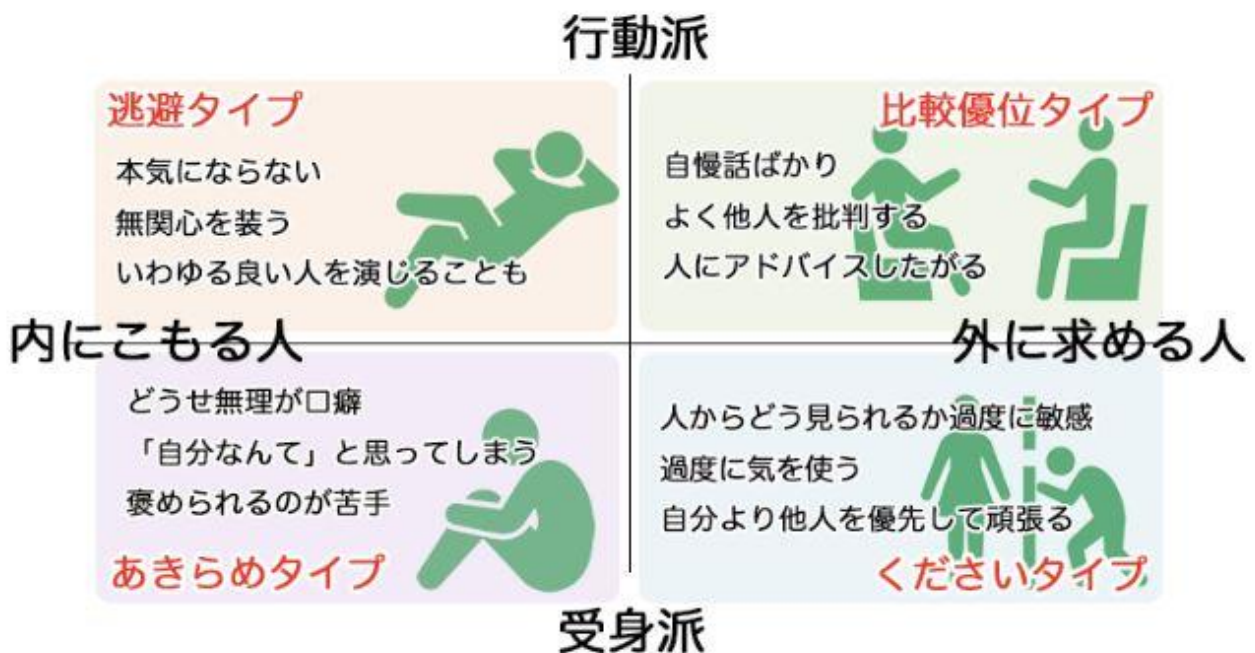 行動派
逃避タイプ
本気にならない
無関心を装う
いわゆる良い人を演じることも
比較優位タイプ
自慢話ばかり
よく他人を批判する
人にアドバイスしたがる
内にこもる人
外に求める人
どうせ無理が口癖
「自分なんて」と思ってしまう
褒められるのが苦手
あきらめタイプ
人からどう見られるか過度に敏感
過度に気を使う
自分より他人を優先して頑張る
くださいタイプ
受身派